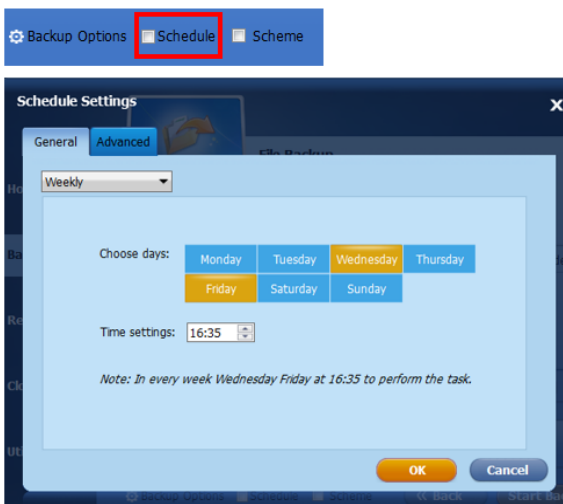 Backup Options Schedule Scheme
Schedule Settings X
General Advanced
File Backup
Weekly
Choose days: Monday Tuesday Wednesday Thursday
Friday Saturday Sunday
Time settings: 16:35
Note: In every week Wednesday Friday at 16:35 to perform the task.
OK Cancel
Backup Options Schedule Scheme << Back Start Ba